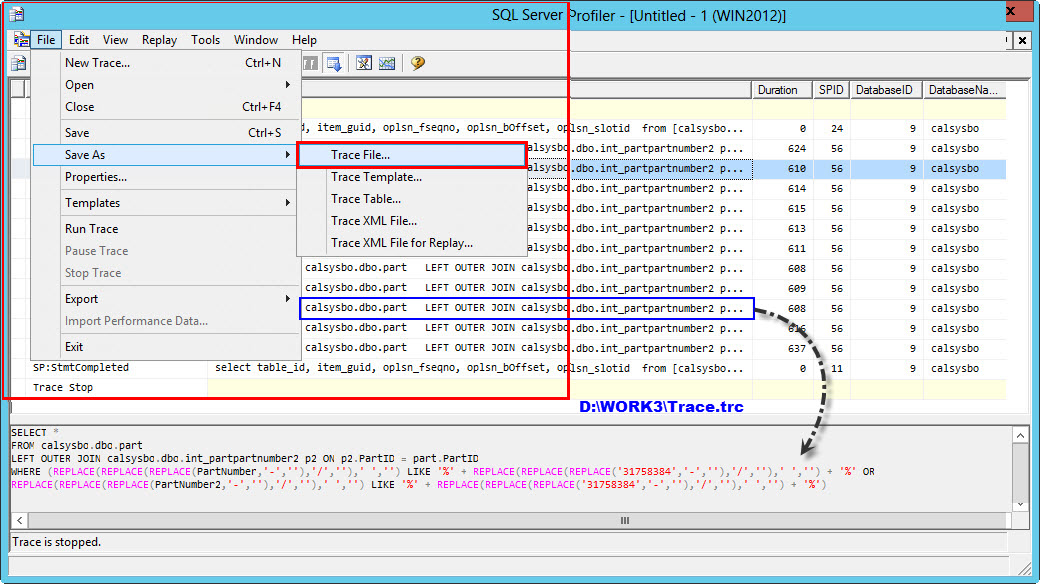 SQL Server Profiler - [Untitled - 1 (WIN2012)]
File Edit View Replay Tools Window Help
New Trace... Ctrl+N
Open
Close Ctrl+F4
Save Ctrl+S
Save As
Properties...
Templates
Run Trace
Pause Trace
Stop Trace
Export
Import Performance Data...
Exit
Trace File...
Trace Template...
Trace Table...
Trace XML File...
Trace XML File for Replay...
Duration SPID DatabaseID DatabaseNa...
item_guid, oplsn_fseqno, oplsn_bOffset, oplsn_slotid from [calsysbo... 0 24 9 calsysbo
.dbo.int_partpartnumber2 p... 624 56 9 calsysbo
.dbo.int_partpartnumber2 p... 610 56 9 calsysbo
.dbo.int_partpartnumber2 p... 614 56 9 calsysbo
.dbo.int_partpartnumber2 p... 615 56 9 calsysbo
.dbo.int_partpartnumber2 p... 613 56 9 calsysbo
.dbo.int_partpartnumber2 p... 611 56 9 calsysbo
calsysbo.dbo.part LEFT OUTER JOIN calsysbo.dbo.int_partpartnumber2 p... 608 56 9 calsysbo
calsysbo.dbo.part LEFT OUTER JOIN calsysbo.dbo.int_partpartnumber2 p... 609 56 9 calsysbo
calsysbo.dbo.part LEFT OUTER JOIN calsysbo.dbo.int_partpartnumber2 p... 608 56 9 calsysbo
calsysbo.dbo.part LEFT OUTER JOIN calsysbo.dbo.int_partpartnumber2 p... 56 9 calsysbo
calsysbo.dbo.part LEFT OUTER JOIN calsysbo.dbo.int_partpartnumber2 p... 637 56 9 calsysbo
SP:StmtCompleted select table_id, item_guid, oplsn_fseqno, oplsn_bOffset, oplsn_slotid from [calsysbo... 0 11 9 calsysbo
Trace Stop
D:\WORK3\Trace.trc
SELECT *
FROM calsysbo.dbo.part
LEFT OUTER JOIN calsysbo.dbo.int_partpartnumber2 p2 ON p2.PartID = part.PartID
WHERE (REPLACE(REPLACE(REPLACE(PartNumber,'-',''),'/',''),' ','') LIKE '%' + REPLACE(REPLACE(REPLACE('31758384','-',''),'/',''),' ','') + '%' OR
REPLACE(REPLACE(REPLACE(PartNumber2,'-',''),'/',''),' ','') LIKE '%' + REPLACE(REPLACE(REPLACE('31758384','-',''),'/',''),' ','') + '%')
Trace is stopped.